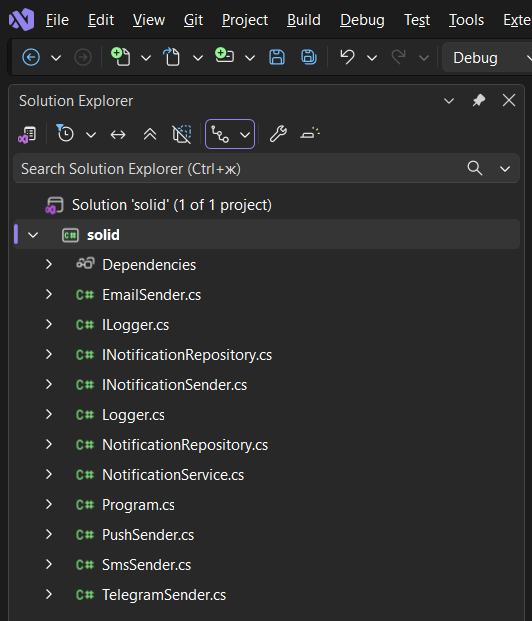 File Edit View Git Project Build Debug Test Tools Exte
Debug
Solution Explorer
Search Solution Explorer (Ctrl+ж)
Solution 'solid' (1 of 1 project)
C# solid
Dependencies
C# EmailSender.cs
C# ILogger.cs
C# INotificationRepository.cs
C# INotificationSender.cs
C# Logger.cs
C# NotificationRepository.cs
C# NotificationService.cs
C# Program.cs
C# PushSender.cs
C# SmsSender.cs
C# TelegramSender.cs